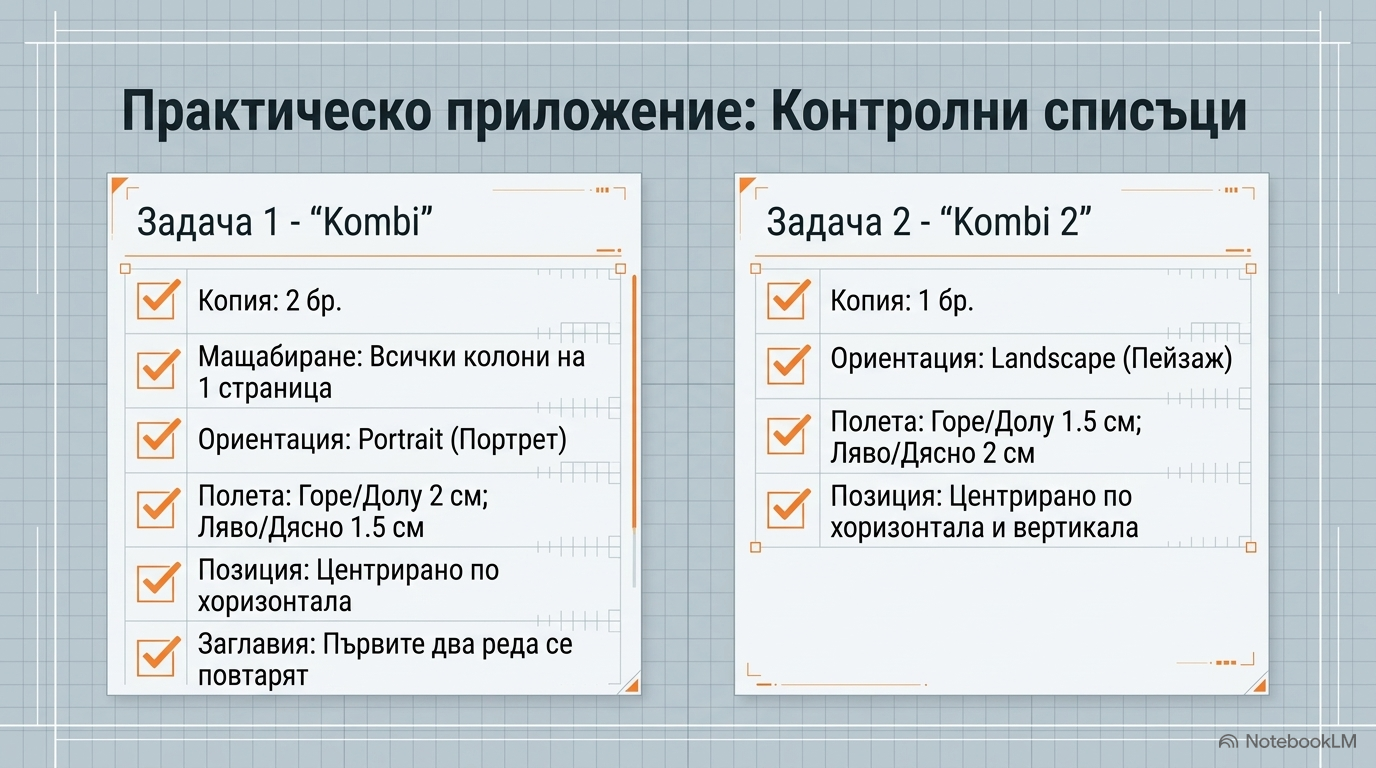 Практическо приложение: Контролни списъци
Задача 1 - “Kombi”
Копия: 2 бр.
Мащабиране: Всички колони на
1 страница
Ориентация: Portrait (Портрет)
Полета: Горе/Долу 2 см;
Ляво/Дясно 1.5 см
Позиция: Центрирано по
хоризонтала
Заглавия: Първите два реда се
повтарят
Задача 2 - “Kombi 2”
Копия: 1 бр.
Ориентация: Landscape (Пейзаж)
Полета: Горе/Долу 1.5 см;
Ляво/Дясно 2 см
Позиция: Центрирано по
хоризонтала и вертикала
NotebookLM